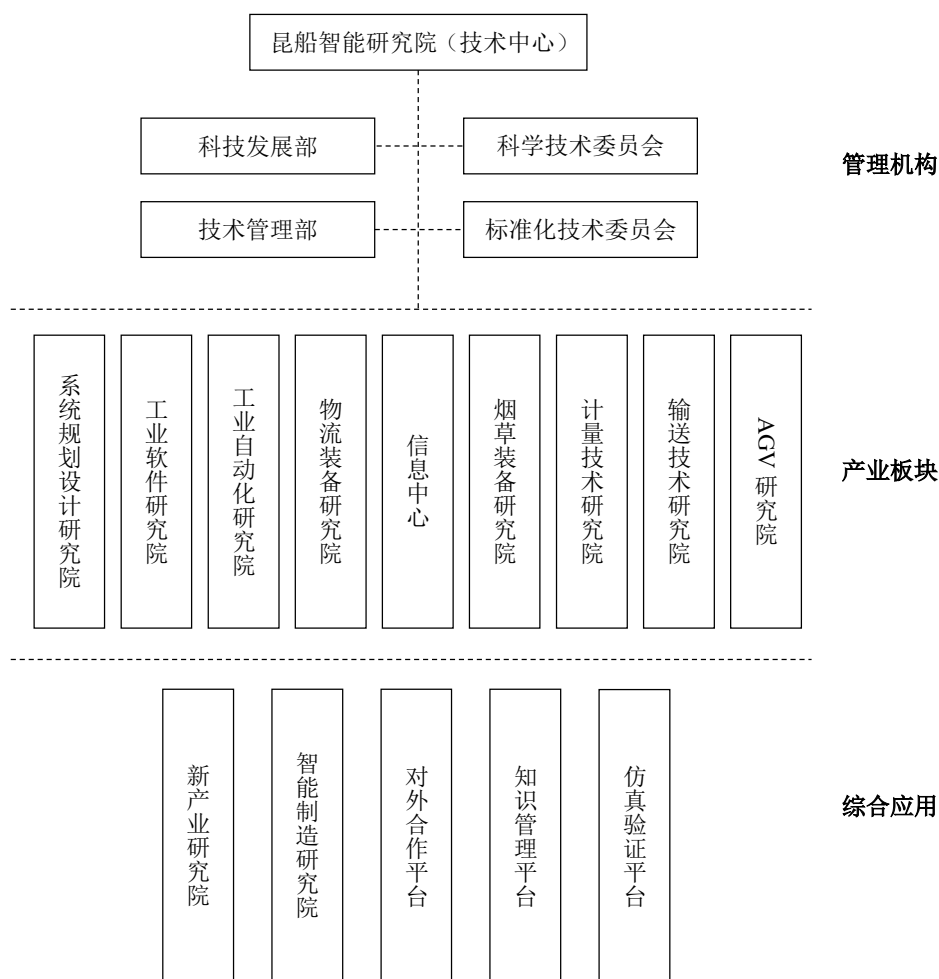 昆船智能研究院（技术中心）
科技发展部
科学技术委员会
管理机构
技术管理部
标准化技术委员会
系统规划设计研究院
工业软件研究院
工业自动化研究院
物流装备研究院
信息中心
烟草装备研究院
计量技术研究院
输送技术研究院
AGV 研究院
产业板块
新产业研究院
智能制造研究院
对外合作平台
知识管理平台
仿真验证平台
综合应用